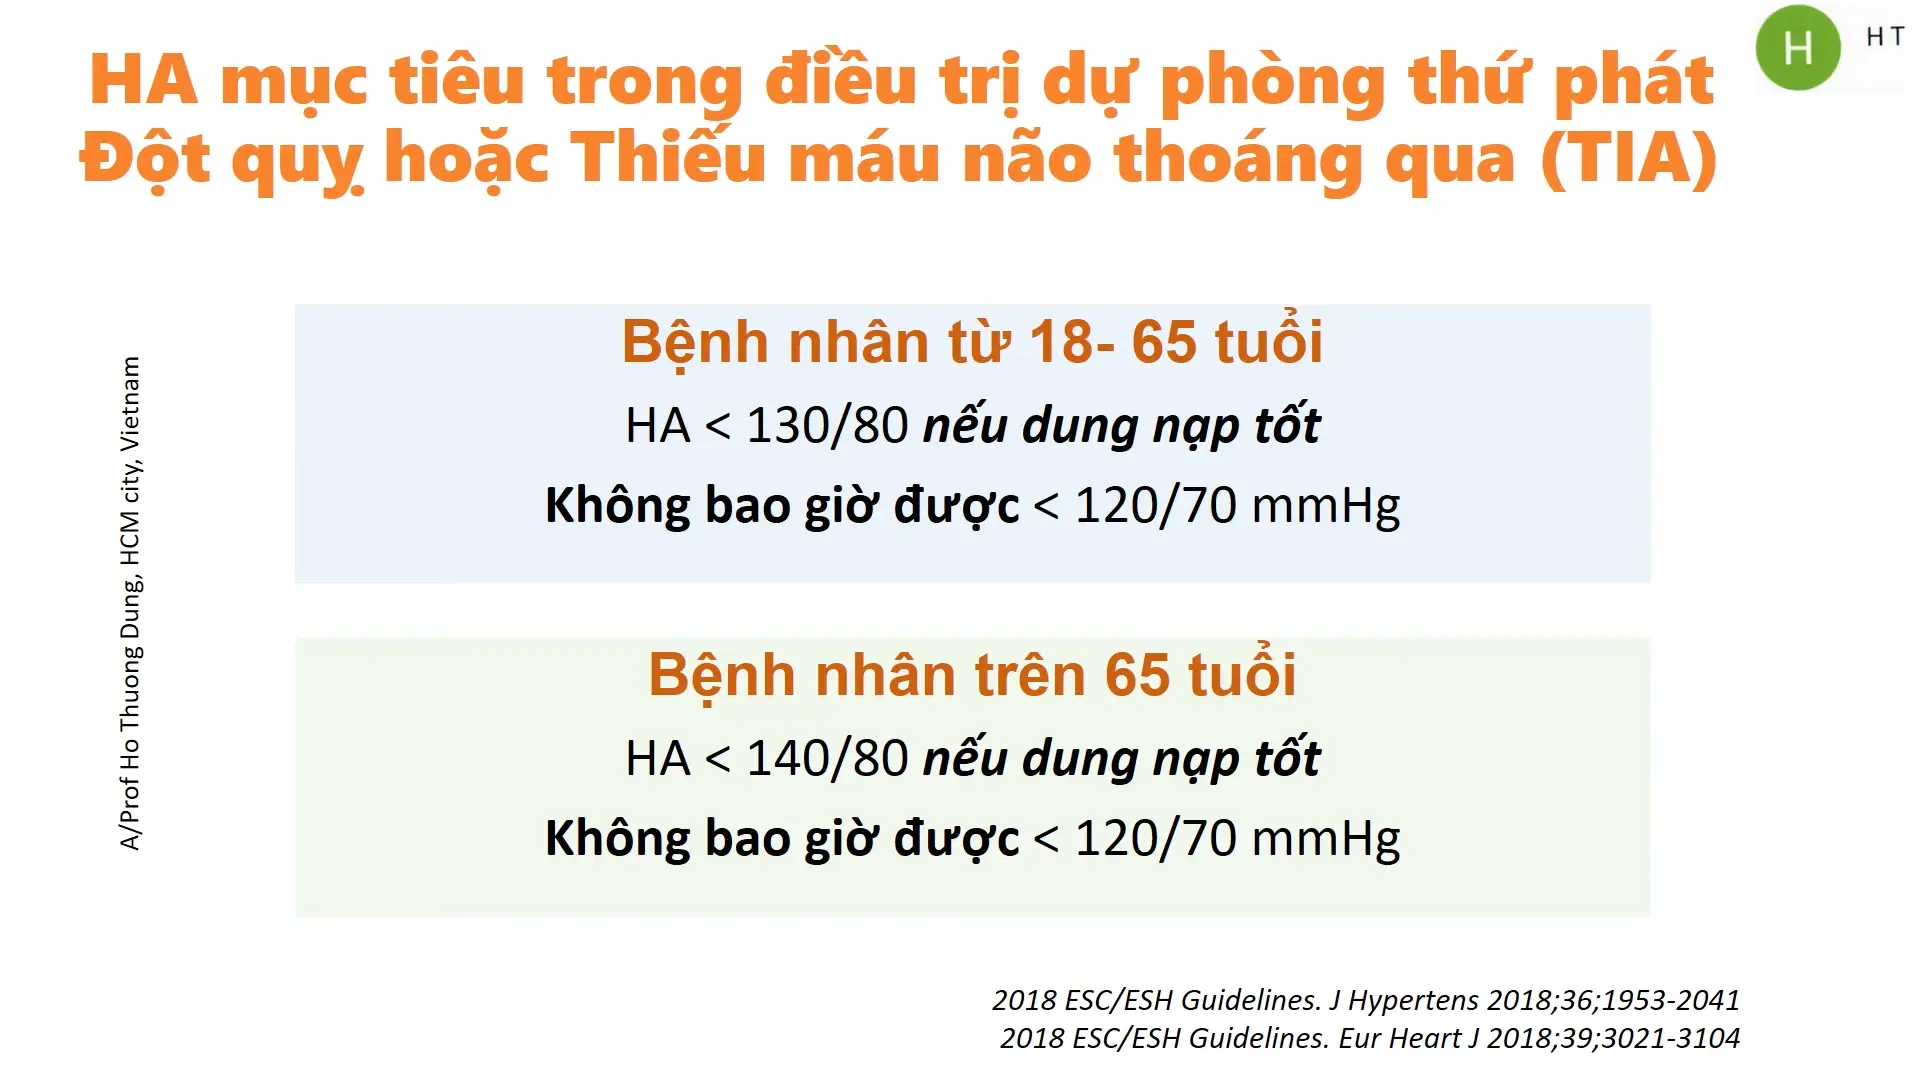 HA mục tiêu trong điều trị dự phòng thứ phát
Đột quỵ hoặc Thiếu máu não thoáng qua (TIA)
H
H T
Bệnh nhân từ 18- 65 tuổi
HA < 130/80 nếu dung nạp tốt
Không bao giờ được < 120/70 mmHg
Bệnh nhân trên 65 tuổi
HA < 140/80 nếu dung nạp tốt
Không bao giờ được < 120/70 mmHg
A/Prof Ho Thuong Dung, HCM city, Vietnam
2018 ESC/ESH Guidelines. J Hypertens 2018;36;1953-2041
2018 ESC/ESH Guidelines. Eur Heart J 2018;39;3021-3104